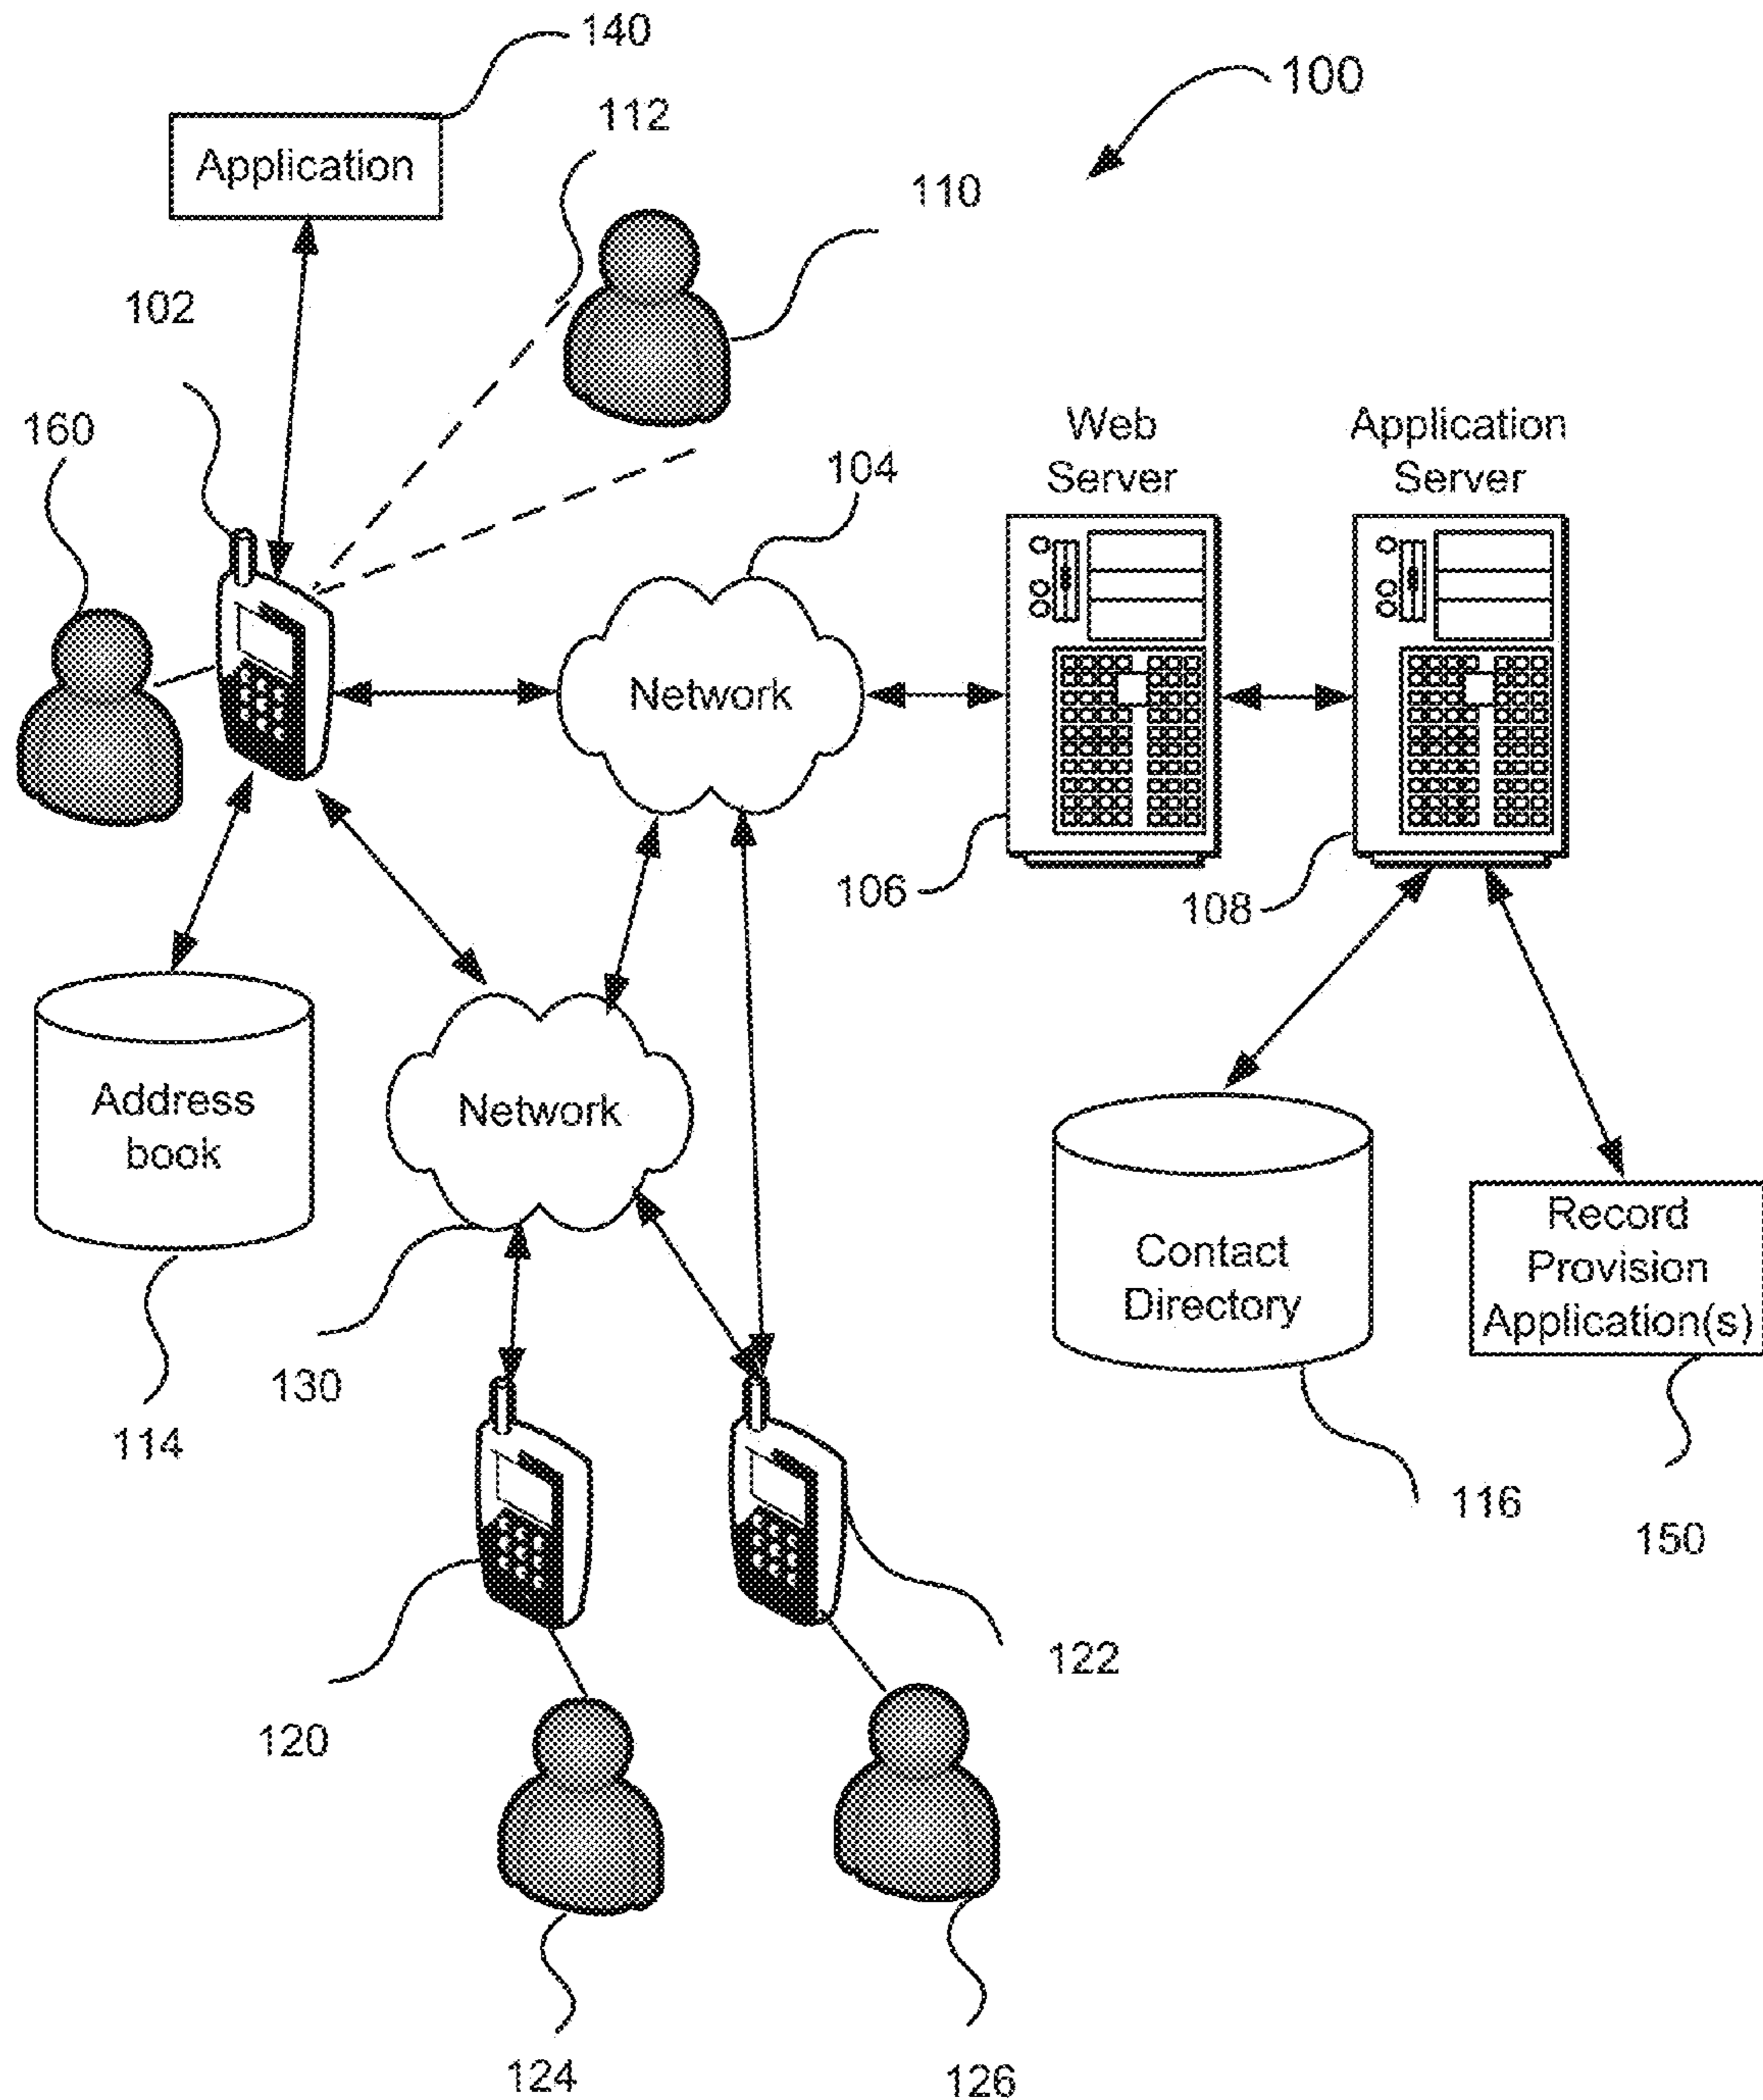 140
100
112
Application
110
102
Web
Server
Application
Server
160
104
Network
106
108
Address
book
Network
Contact
Directory
Record
Provision
Application(s)
130
114
116
150
122
120
124
126